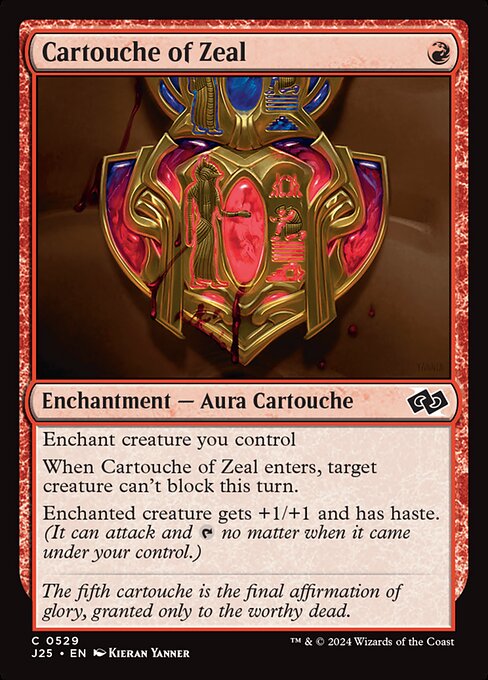 Cartouche of Zeal
Enchantment — Aura Cartouche
Enchant creature you control
When Cartouche of Zeal enters, target
creature can't block this turn.
Enchanted creature gets +1/+1 and has haste.
(It can attack and no matter when it came
under your control.)
The fifth cartouche is the final affirmation of
glory, granted only to the worthy dead.
C 0529
J25 • EN Kieran Yanner
™ & © 2024 Wizards of the Coast